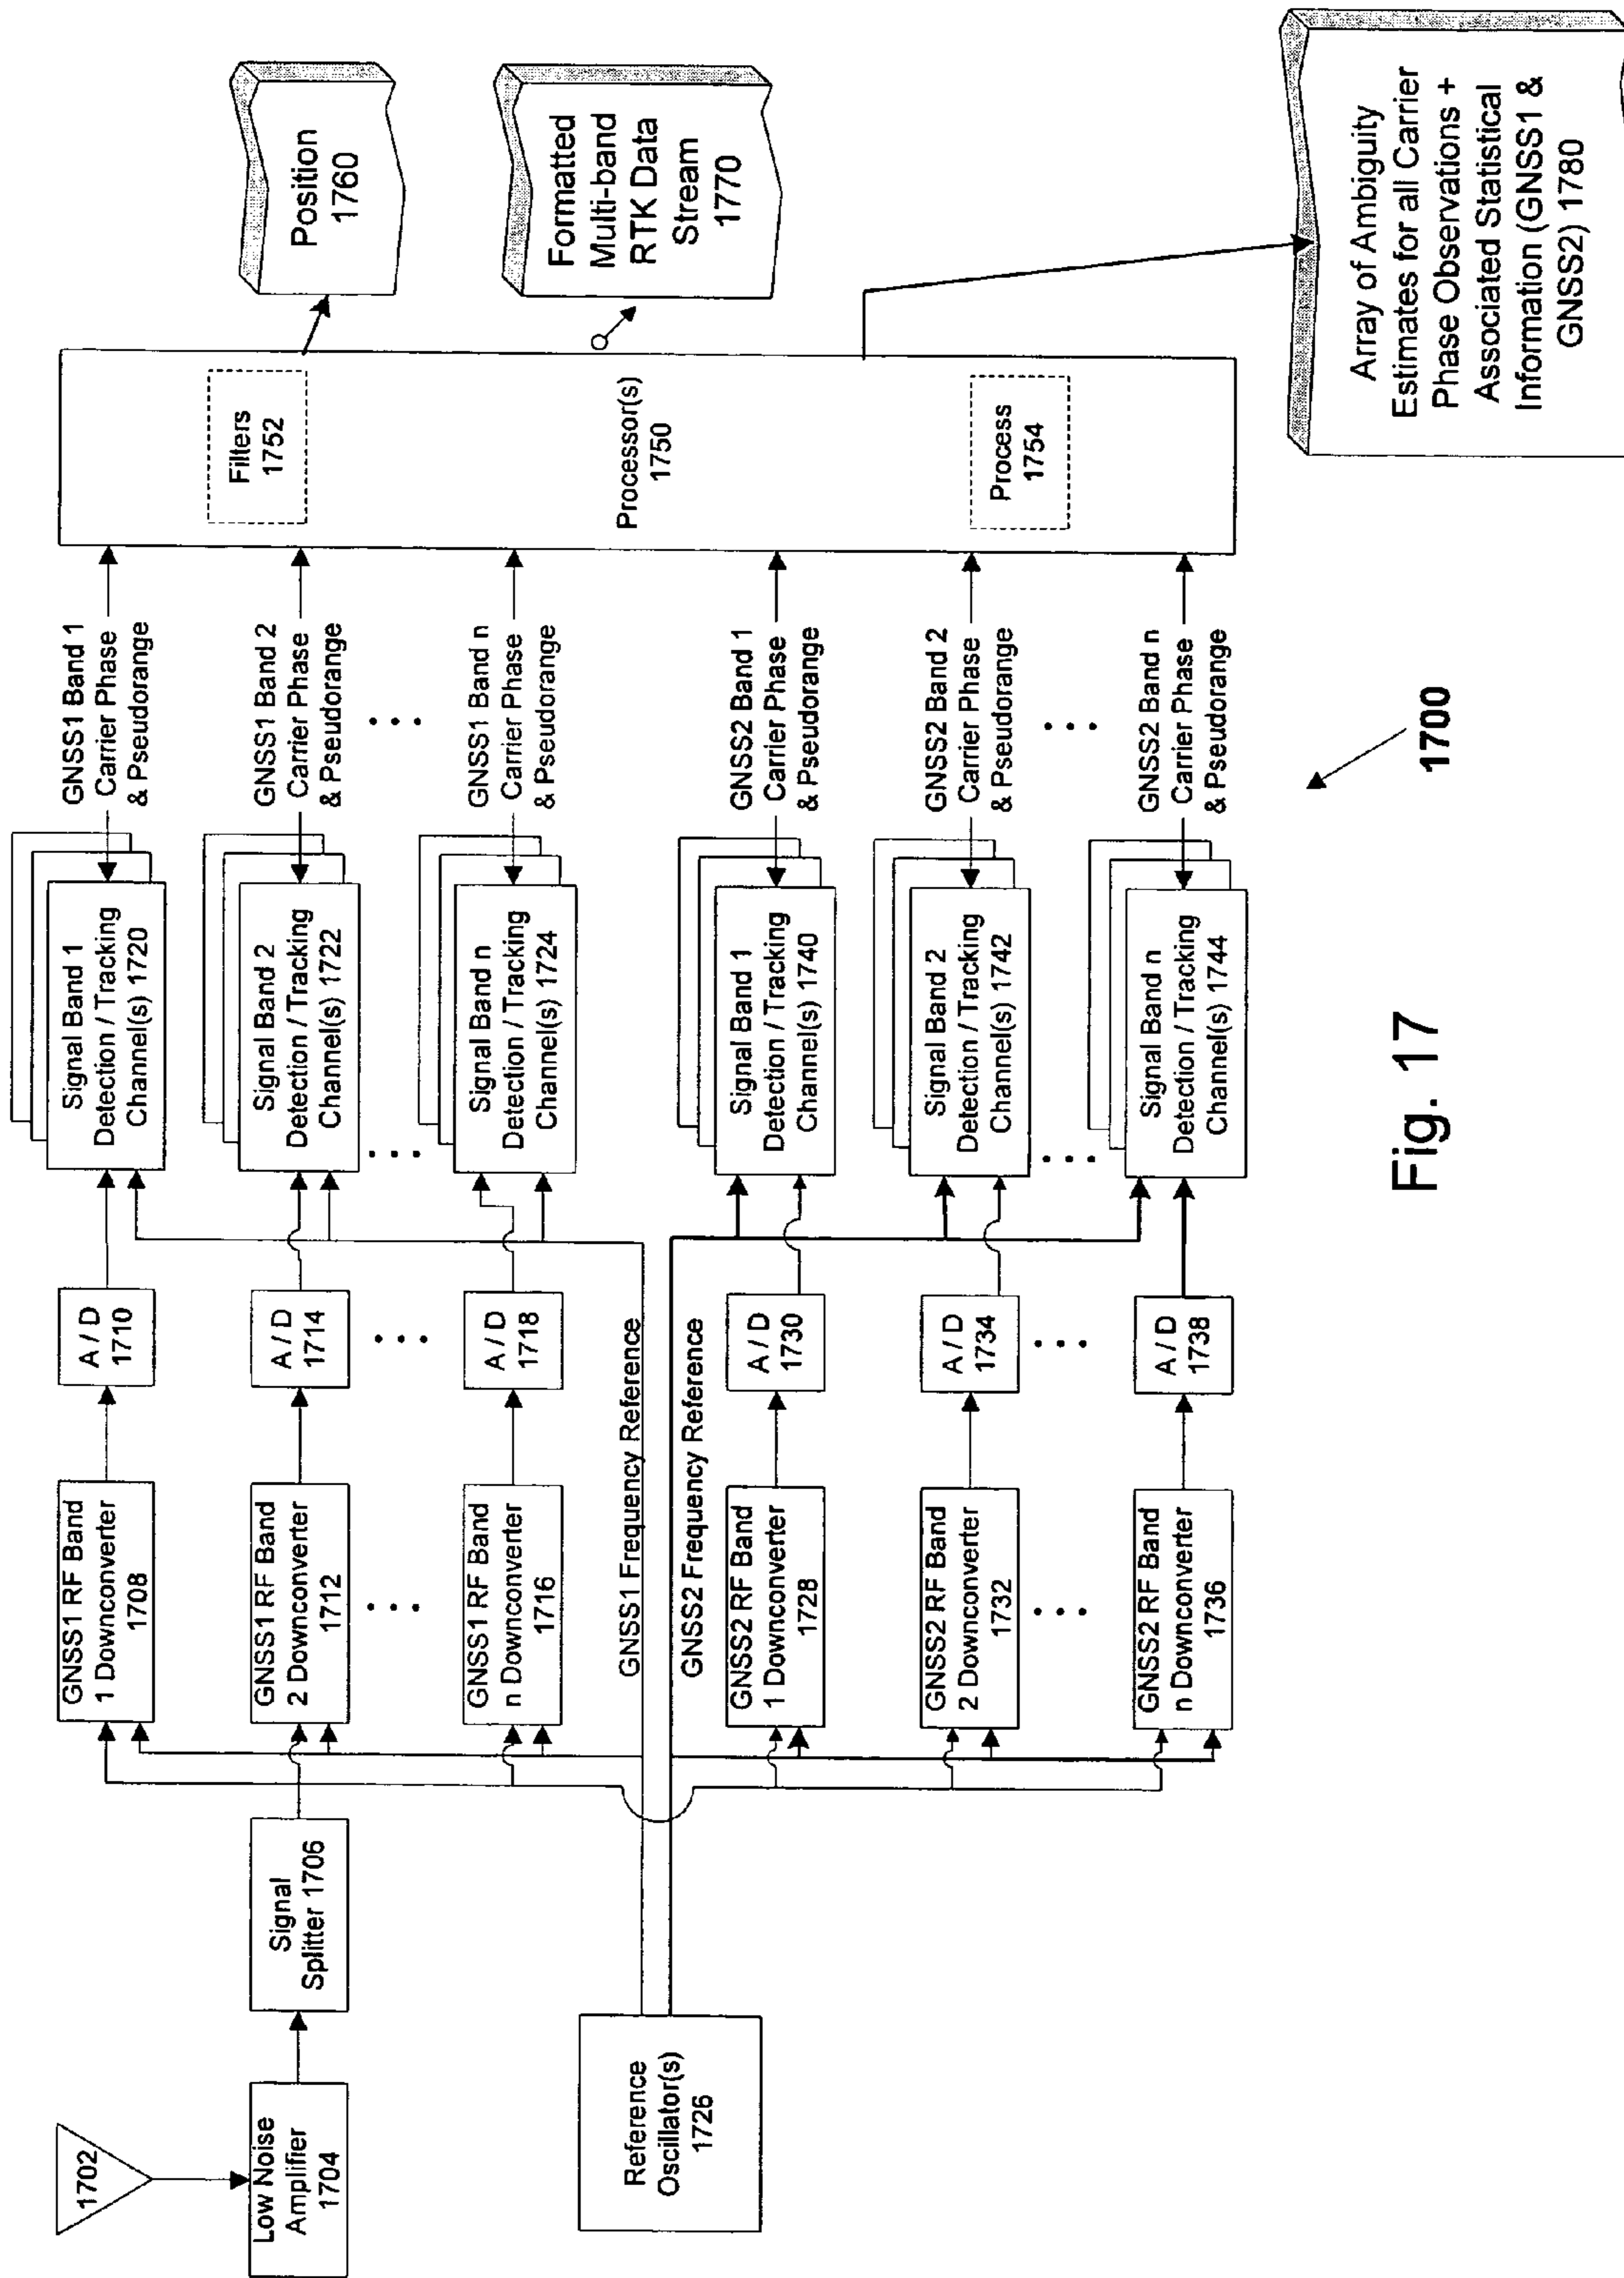 1702
Low Noise
Amplifier
1704
Signal
Splitter 1706
Reference
Oscillator(s)
1726
GNSS1 RF Band
1 Downconverter
1708
GNSS1 RF Band
2 Downconverter
1712
• • •
GNSS1 RF Band
n Downconverter
1716
GNSS1 Frequency Reference
GNSS2 Frequency Reference
GNSS2 RF Band
1 Downconverter
1728
GNSS2 RF Band
2 Downconverter
1732
• • •
GNSS2 RF Band
n Downconverter
1736
A / D
1710
A / D
1714
• • •
A / D
1718
A / D
1730
A / D
1734
• • •
A / D
1738
Signal Band 1
Detection / Tracking
Channel(s) 1720
Signal Band 2
Detection / Tracking
Channel(s) 1722
• • •
Signal Band n
Detection / Tracking
Channel(s) 1724
Signal Band 1
Detection / Tracking
Channel(s) 1740
Signal Band 2
Detection / Tracking
Channel(s) 1742
• • •
Signal Band n
Detection / Tracking
Channel(s) 1744
GNSS1 Band 1
Carrier Phase
& Pseudorange
GNSS1 Band 2
Carrier Phase
& Pseudorange
• • •
GNSS1 Band n
Carrier Phase
& Pseudorange
GNSS2 Band 1
Carrier Phase
& Pseudorange
GNSS2 Band 2
Carrier Phase
& Pseudorange
• • •
GNSS2 Band n
Carrier Phase
& Pseudorange
Filters
1752
Processor(s)
1750
Process
1754
Position
1760
Formatted
Multi-band
RTK Data
Stream
1770
Array of Ambiguity
Estimates for all Carrier
Phase Observations +
Associated Statistical
Information (GNSS1 &
GNSS2) 1780
1700
Fig. 17